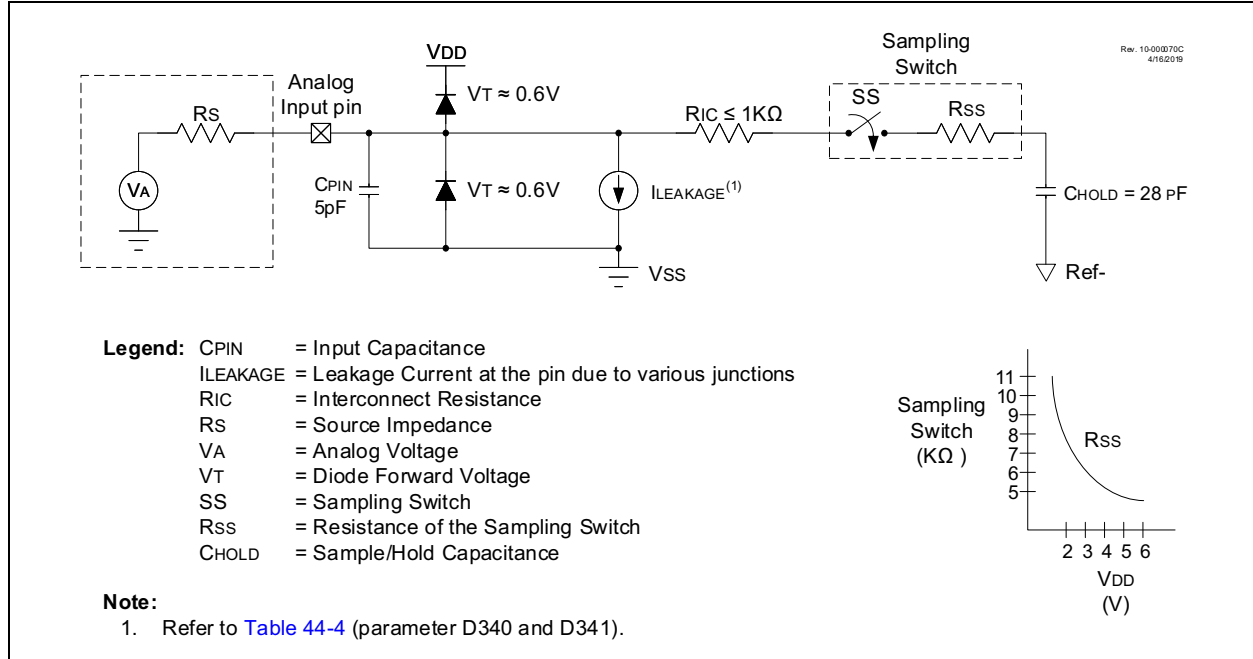 Rev. 10-000070C
4/16/2019
VDD
Sampling
Switch
Analog
Input pin
RS
VT ≈ 0.6V
RIC ≤ 1KΩ
SS
RSS
VA
CPIN
5pF
VT ≈ 0.6V
ILEAKAGE(1)
CHOLD = 28 PF
VSS
Ref-
Legend: CPIN = Input Capacitance
ILEAKAGE = Leakage Current at the pin due to various junctions
RIC = Interconnect Resistance
RS = Source Impedance
VA = Analog Voltage
VT = Diode Forward Voltage
SS = Sampling Switch
RSS = Resistance of the Sampling Switch
CHOLD = Sample/Hold Capacitance
Sampling
Switch
(KΩ )
11
10
9
8
7
6
5
RSS
2 3 4 5 6
VDD
(V)
Note:
1. Refer to Table 44-4 (parameter D340 and D341).